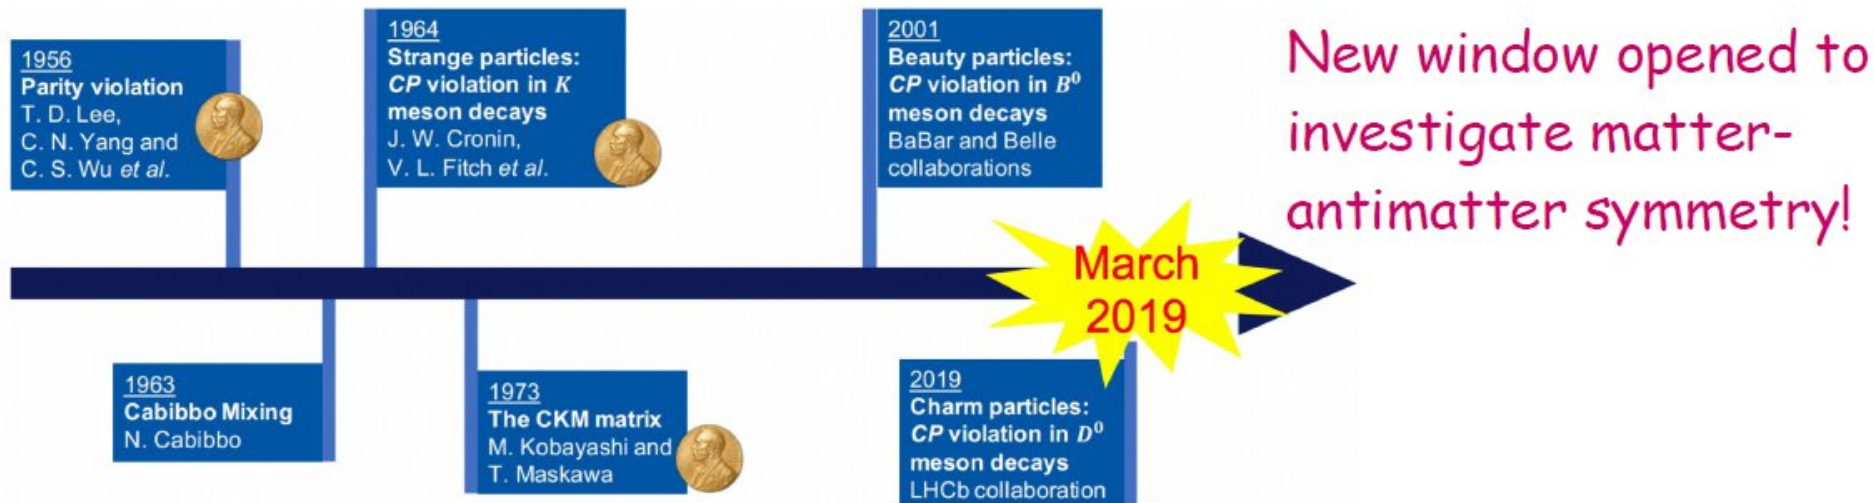 1956
Parity violation
T. D. Lee,
C. N. Yang and
C. S. Wu et al.
1964
Strange particles:
CP violation in K
meson decays
J. W. Cronin,
V. L. Fitch et al.
2001
Beauty particles:
CP violation in B⁰
meson decays
BaBar and Belle
collaborations
New window opened to
investigate matter-
antimatter symmetry!
March
2019
1963
Cabibbo Mixing
N. Cabibbo
1973
The CKM matrix
M. Kobayashi and
T. Maskawa
2019
Charm particles:
CP violation in D⁰
meson decays
LHCb collaboration